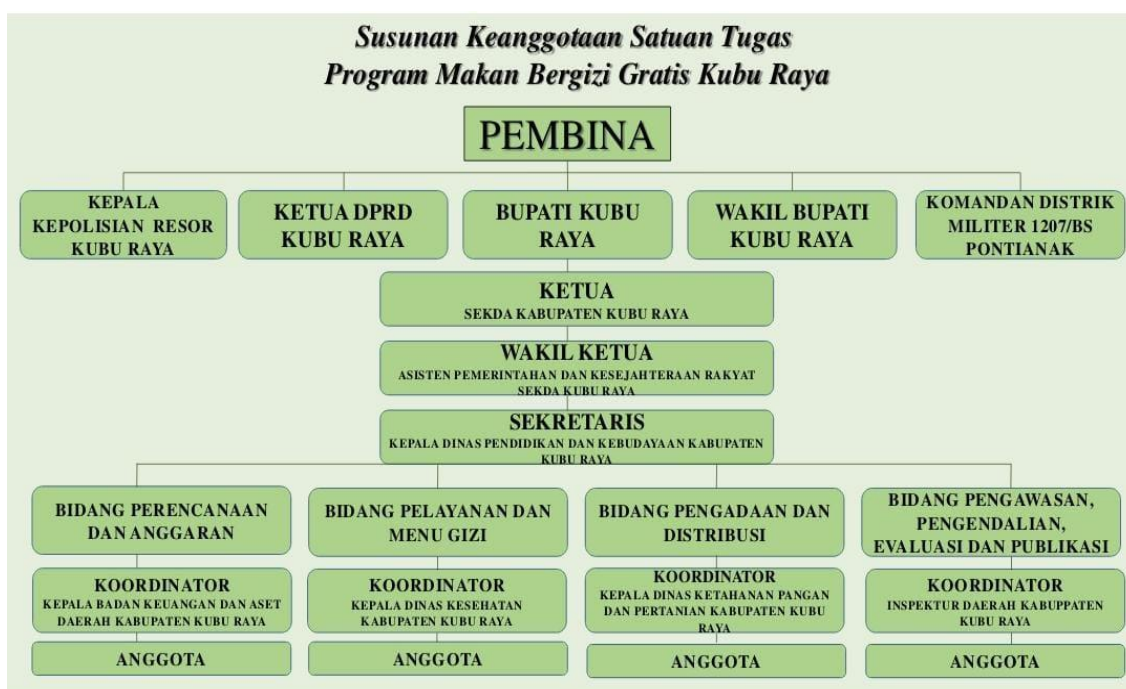 Susunan Keanggotaan Satuan Tugas
Program Makan Bergizi Gratis Kubu Raya
PEMBINA
KEPALA
KEPOLISIAN RESOR
KUBU RAYA
KETUA DPRD
KUBU RAYA
BUPATI KUBU
RAYA
WAKIL BUPATI
KUBU RAYA
KOMANDAN DISTRIK
MILITER 1207/BS
PONTIANAK
KETUA
SEKDA KABUPATEN KUBU RAYA
WAKIL KETUA
ASISTEN PEMERINTAHAN DAN KESEJAHTERAAN RAKYAT
SEKDA KUBU RAYA
SEKRETARIS
KEPALA DINAS PENDIDIKAN DAN KEBUDAYAAN KABUPATEN
KUBU RAYA
BIDANG PERENCANAAN
DAN ANGGARAN
BIDANG PELAYANAN DAN
MENU GIZI
BIDANG PENGADAAN DAN
DISTRIBUSI
BIDANG PENGAWASAN,
PENGENDALIAN,
EVALUASI DAN PUBLIKASI
KOORDINATOR
KEPALA BADAN KEUANGAN DAN ASET
DAERAH KABUPATEN KUBU RAYA
KOORDINATOR
KEPALA DINAS KESEHATAN
KABUPATEN KUBU RAYA
KOORDINATOR
KEPALA DINAS KETAHANAN PANGAN
DAN PERTANIAN KABUPATEN KUBU
RAYA
KOORDINATOR
INSPEKTUR DAERAH KABUPPATEN
KUBU RAYA
ANGGOTA
ANGGOTA
ANGGOTA
ANGGOTA